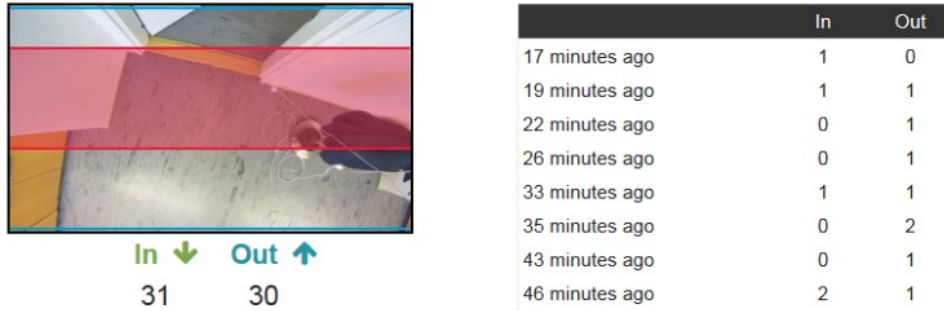 In Out
31 30
In Out
17 minutes ago 1 0
19 minutes ago 1 1
22 minutes ago 0 1
26 minutes ago 0 1
33 minutes ago 1 1
35 minutes ago 0 2
43 minutes ago 0 1
46 minutes ago 2 1